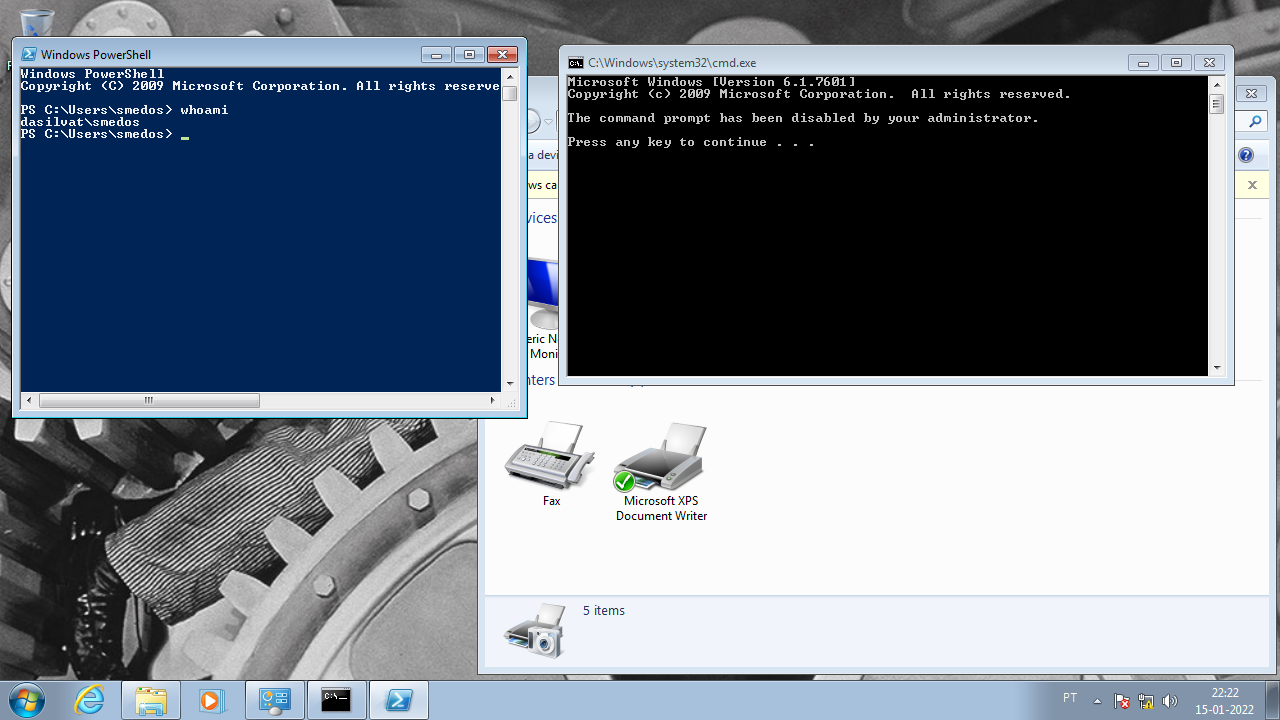 Windows PowerShell
Windows PowerShell
Copyright (C) 2009 Microsoft Corporation. All rights reserve
PS C:\Users\smedos> whoami
dasilvat\smedos
PS C:\Users\smedos>
C:\Windows\system32\cmd.exe
C:\
Microsoft Windows [Version 6.1.7601]
Copyright (c) 2009 Microsoft Corporation.  All rights reserved.
The command prompt has been disabled by your administrator.
Press any key to continue . . .
a devi
ws ca
vices
eric N
Moni
Fax
Microsoft XPS
Document Writer
5 items
C:\
PT
22:22
15-01-2022